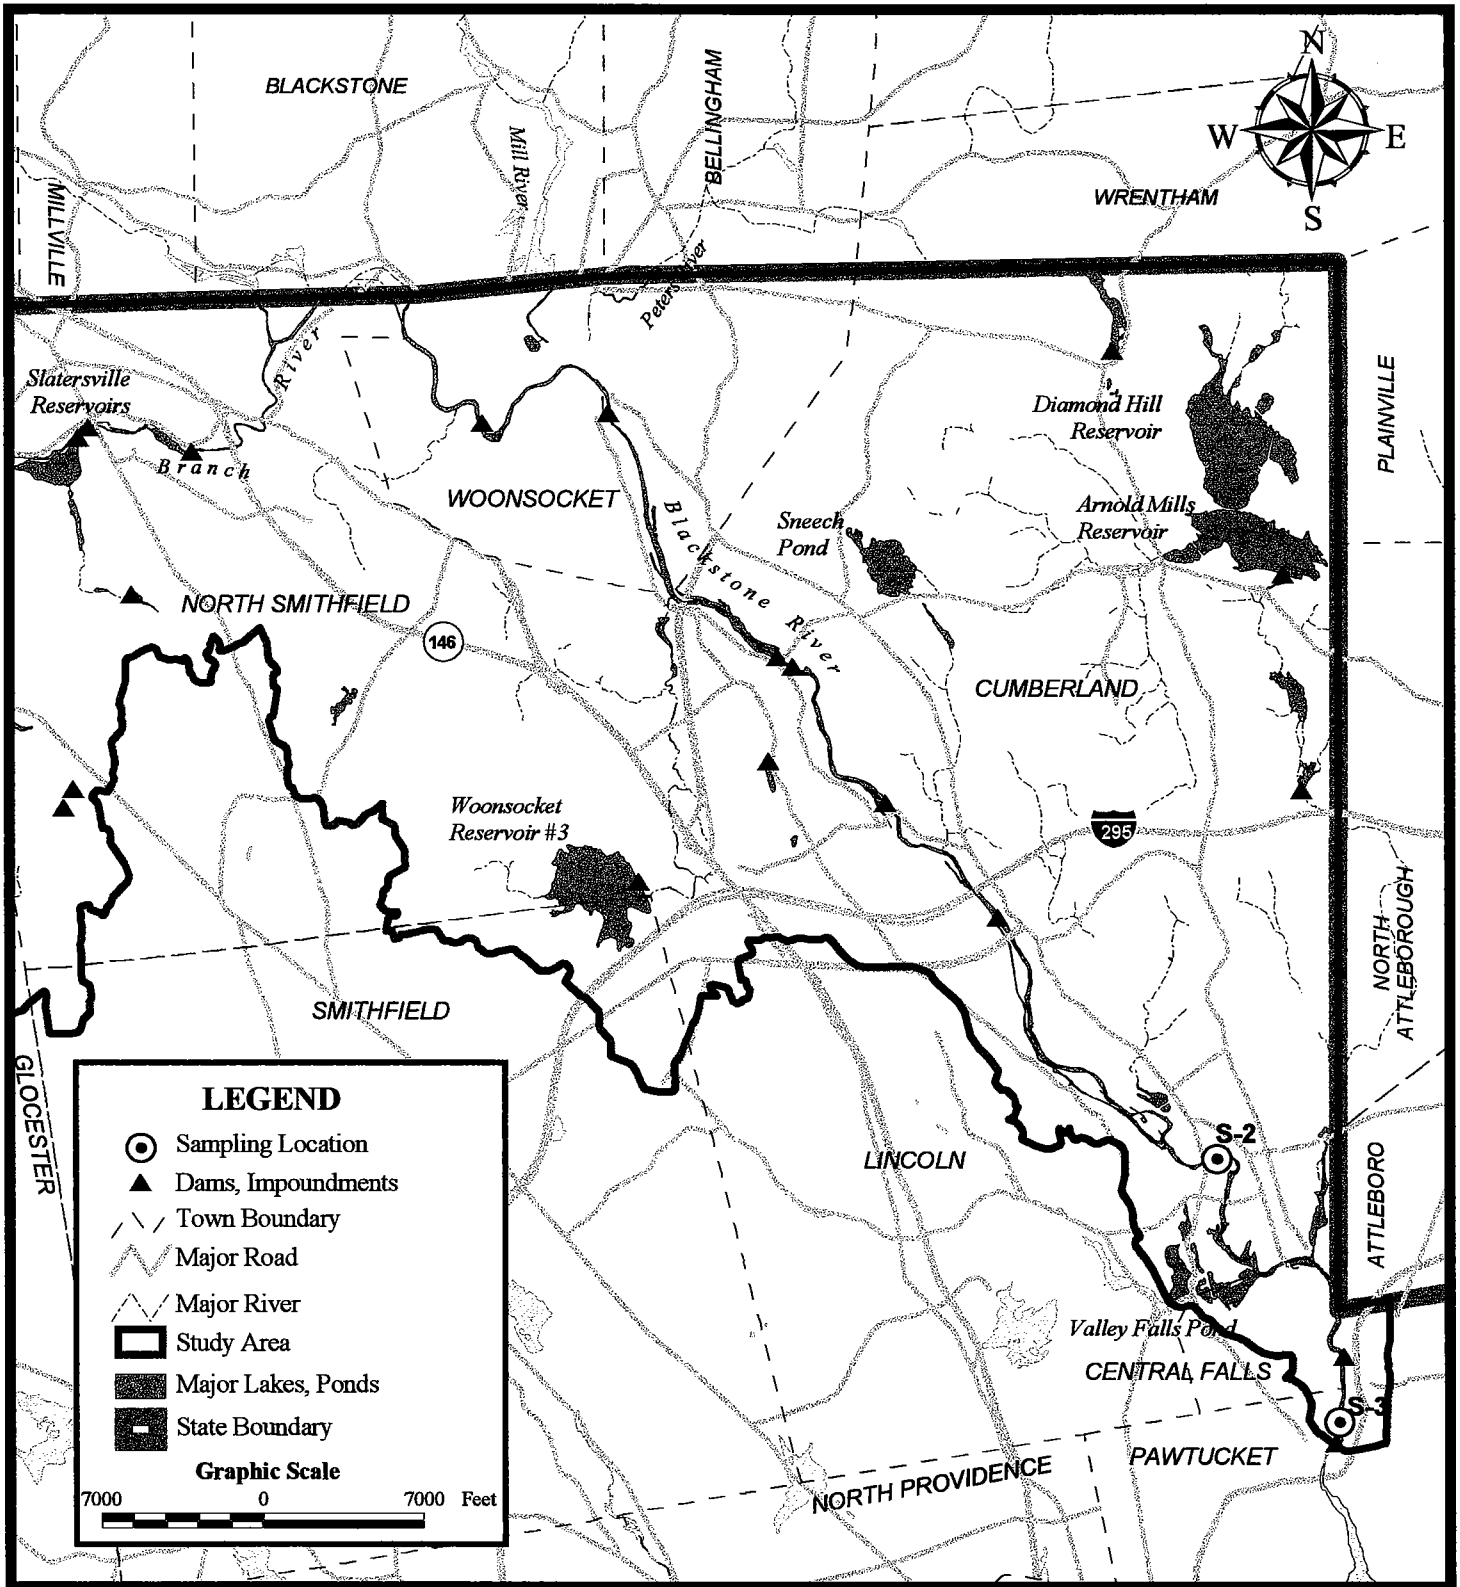 N
BLACKSTONE
BELLINGHAM
Mill River
W
E
MILLVILLE
WRENTHAM
S
Peters River
River
Slatersville
Reservoirs
PLAINVILLE
Diamond Hill
Reservoir
Branch
WOONSOCKET
Blackstone River
Sneech
Pond
Arnold Mills
Reservoir
NORTH SMITHFIELD
146
CUMBERLAND
Woonsocket
Reservoir #3
295
NORTH
ATTLEBOROUGH
SMITHFIELD
GLOCESTER
LEGEND
Sampling Location
Dams, Impoundments
Town Boundary
Major Road
Major River
Study Area
Major Lakes, Ponds
State Boundary
Graphic Scale
7000 0 7000 Feet
S-2
LINCOLN
ATTLEBORO
Valley Falls Pond
CENTRAL FALLS
S-3
PAWTUCKET
NORTH PROVIDENCE